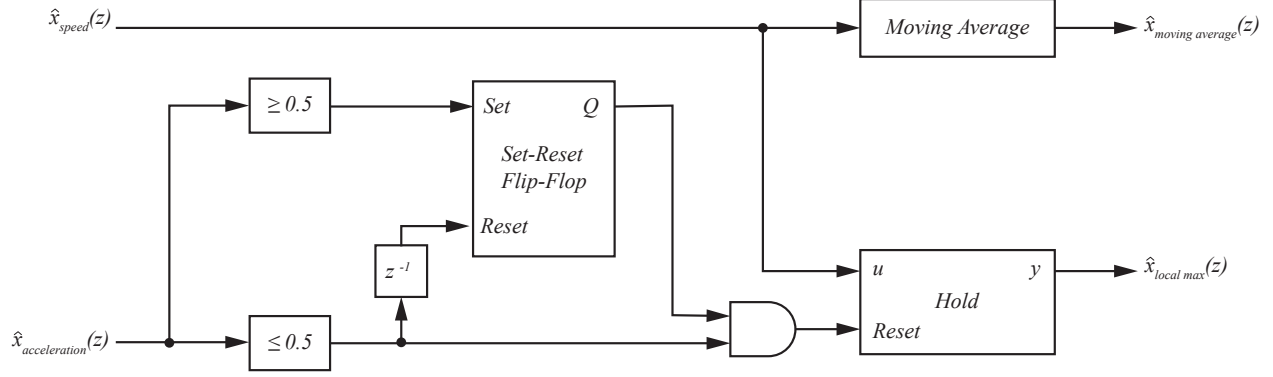 x̂speed(z)
Moving Average
x̂moving average(z)
≥ 0.5
Set
Q
Set-Reset
Flip-Flop
Reset
z -1
u
y
x̂local max(z)
Hold
Reset
x̂acceleration(z)
≤ 0.5